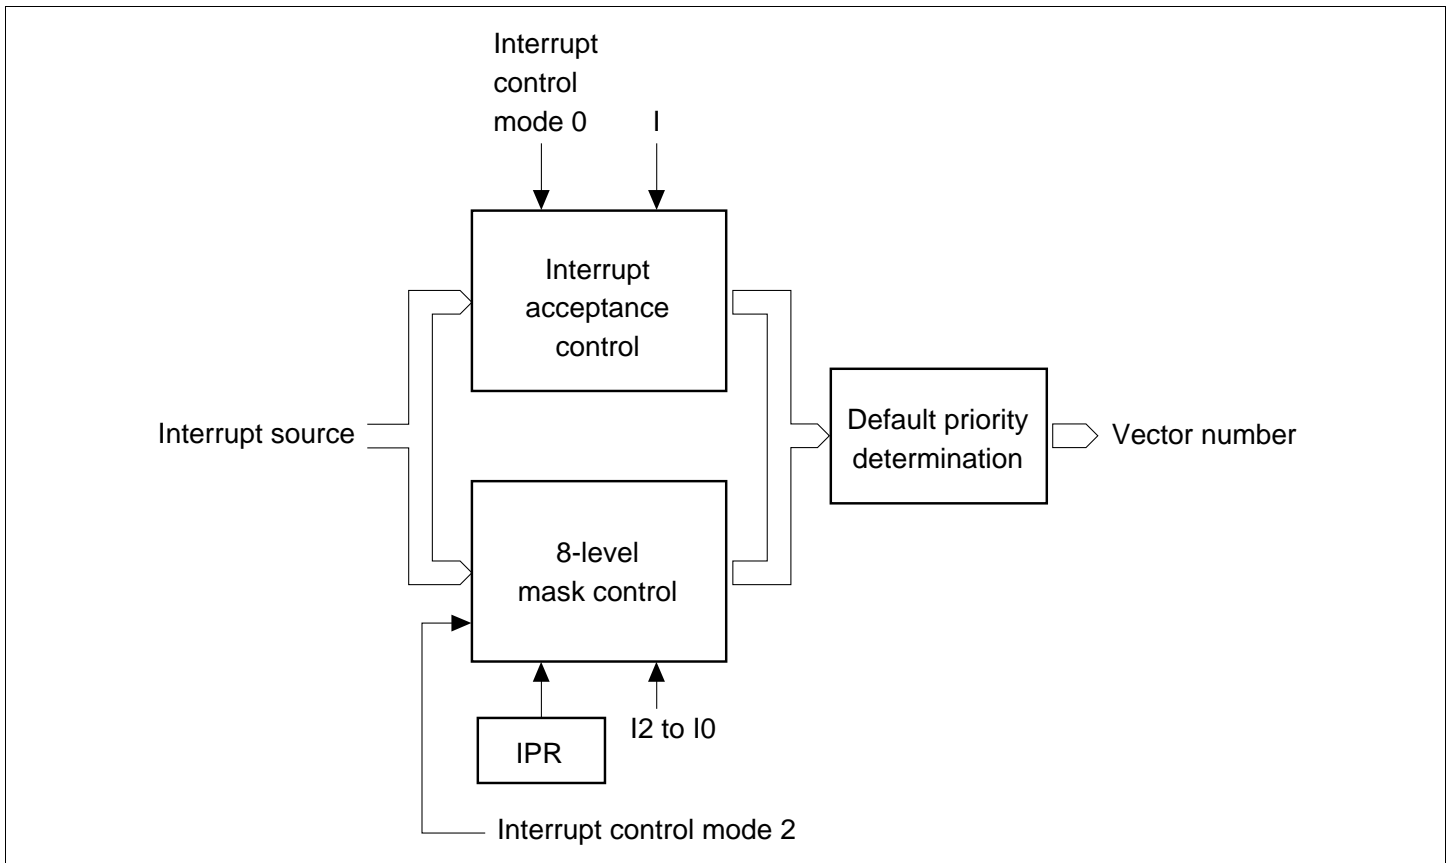 Interrupt
control
mode 0
I
Interrupt
acceptance
control
Interrupt source
Default priority
determination
Vector number
8-level
mask control
I2 to I0
IPR
Interrupt control mode 2